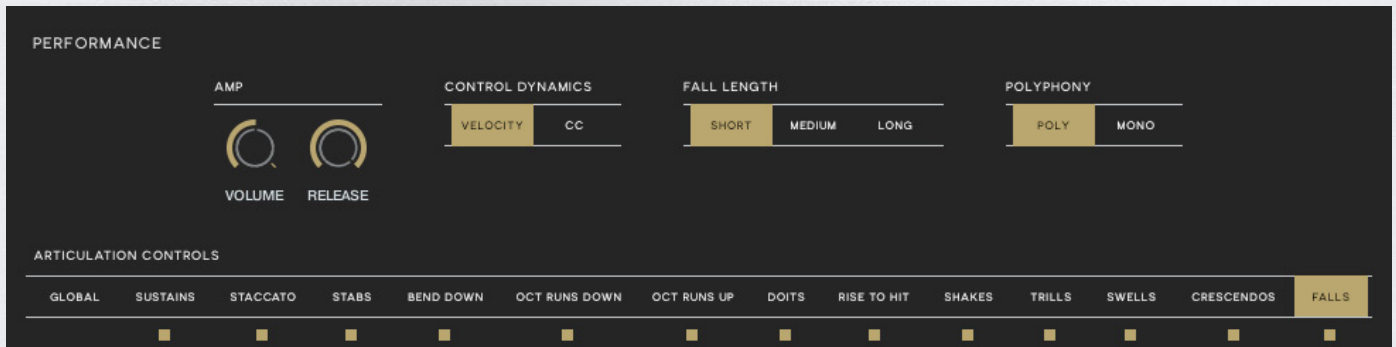 PERFORMANCE
AMP CONTROL DYNAMICS FALL LENGTH POLYPHONY
VELOCITY CC SHORT MEDIUM LONG POLY MONO
VOLUME RELEASE
ARTICULATION CONTROLS
GLOBAL SUSTAINS STACCATO STABS BEND DOWN OCT RUNS DOWN OCT RUNS UP DOITS RISE TO HIT SHAKES TRILLS SWELLS CRESCENDOS FALLS